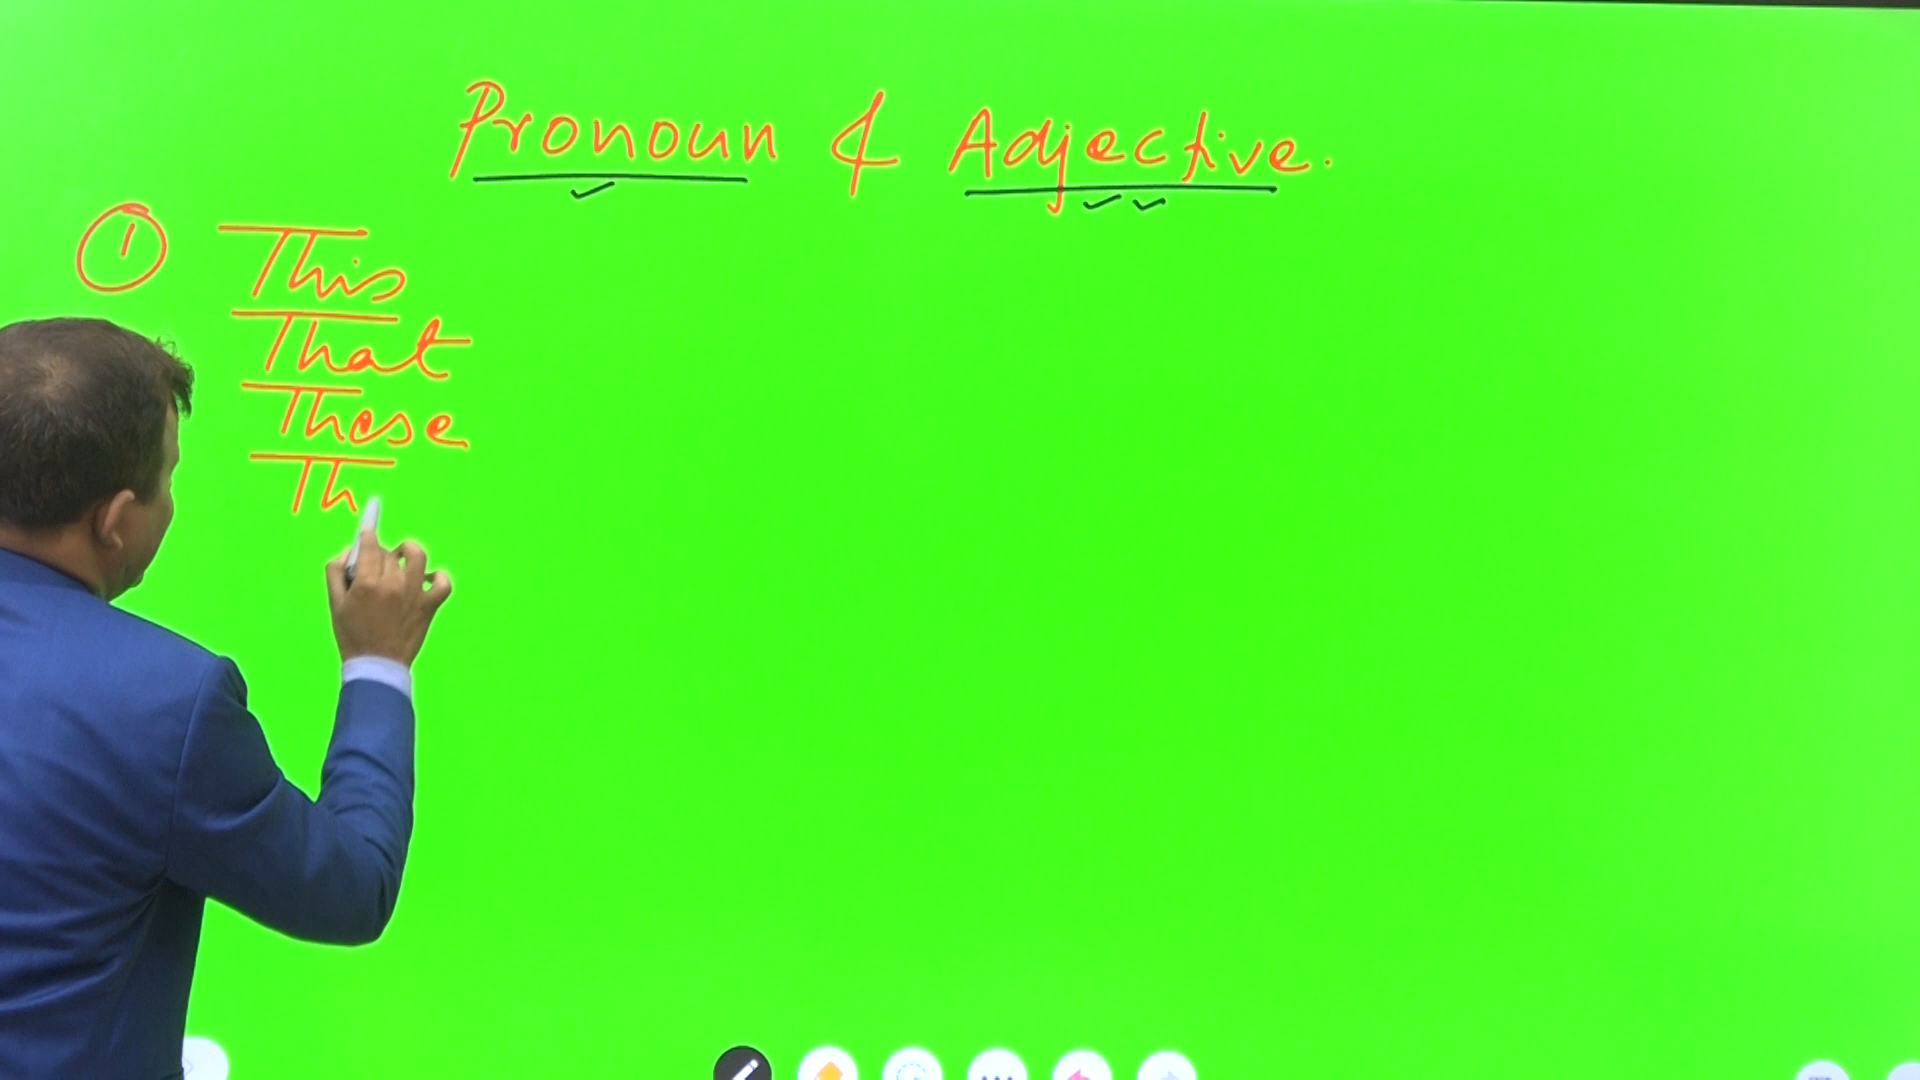 Pronoun & Adjective.
① This
That
These
Th